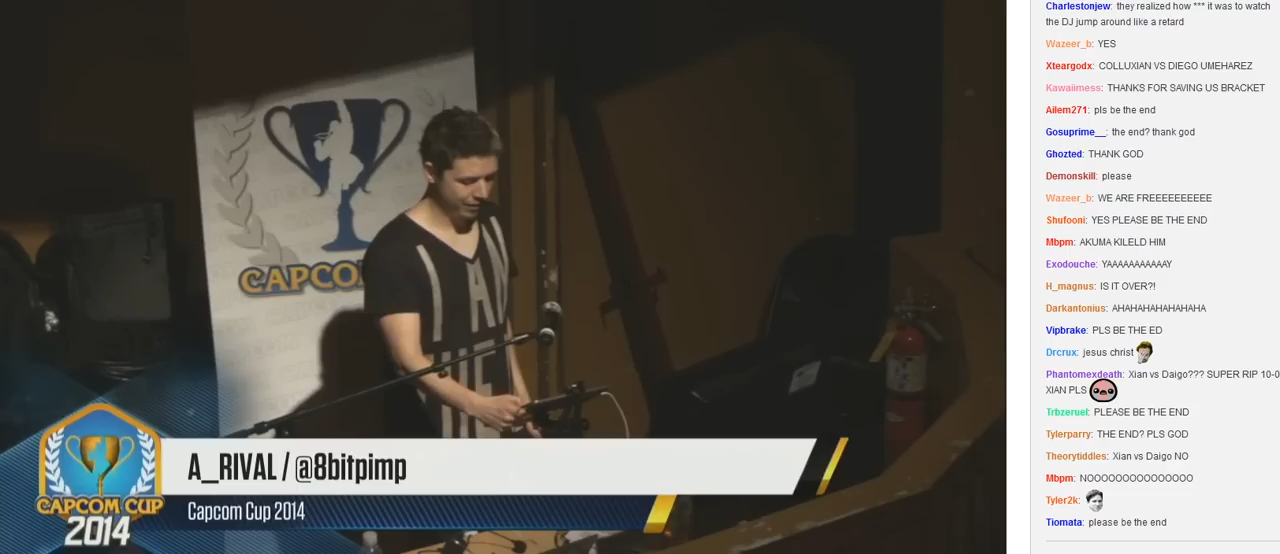 CAPCOM
A_RIVAL / @8bitpimp
CAPCOM CUP
2014
Capcom Cup 2014
Charlestonjew: they realized how *** it was to watch
the DJ jump around like a retard
Wazeer_b: YES
Xteargodx: COLLUXIAN VS DIEGO UMEHAREZ
Kawaiimess: THANKS FOR SAVING US BRACKET
Ailem271: pls be the end
Gosuprime__: the end? thank god
Ghozted: THANK GOD
Demonskill: please
Wazeer_b: WE ARE FREEEEEEEEEE
Shufooni: YES PLEASE BE THE END
Mbpm: AKUMA KILELD HIM
Exodouche: YAAAAAAAAAAY
H_magnus: IS IT OVER?!
Darkantonius: AHAHAHAHAHAHAHA
Vipbrake: PLS BE THE ED
Drcrux: jesus christ
Phantomexdeath: Xian vs Daigo??? SUPER RIP 10-0
XIAN PLS
Trbzeruel: PLEASE BE THE END
Tylerparry: THE END? PLS GOD
Theorytiddles: Xian vs Daigo NO
Mbpm: NOOOOOOOOOOOOOOO
Tyler2k:
Tiomata: please be the end